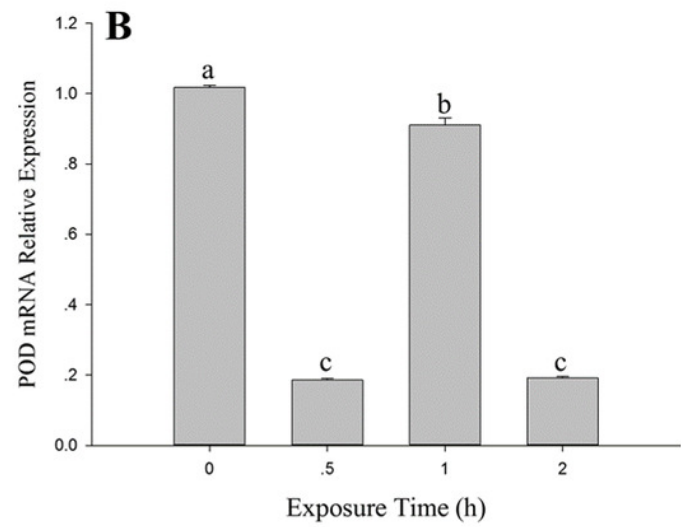 B
1.2
1.0
.8
.6
.4
.2
0.0
POD mRNA Relative Expression
a
c
b
c
0 .5 1 2
Exposure Time (h)